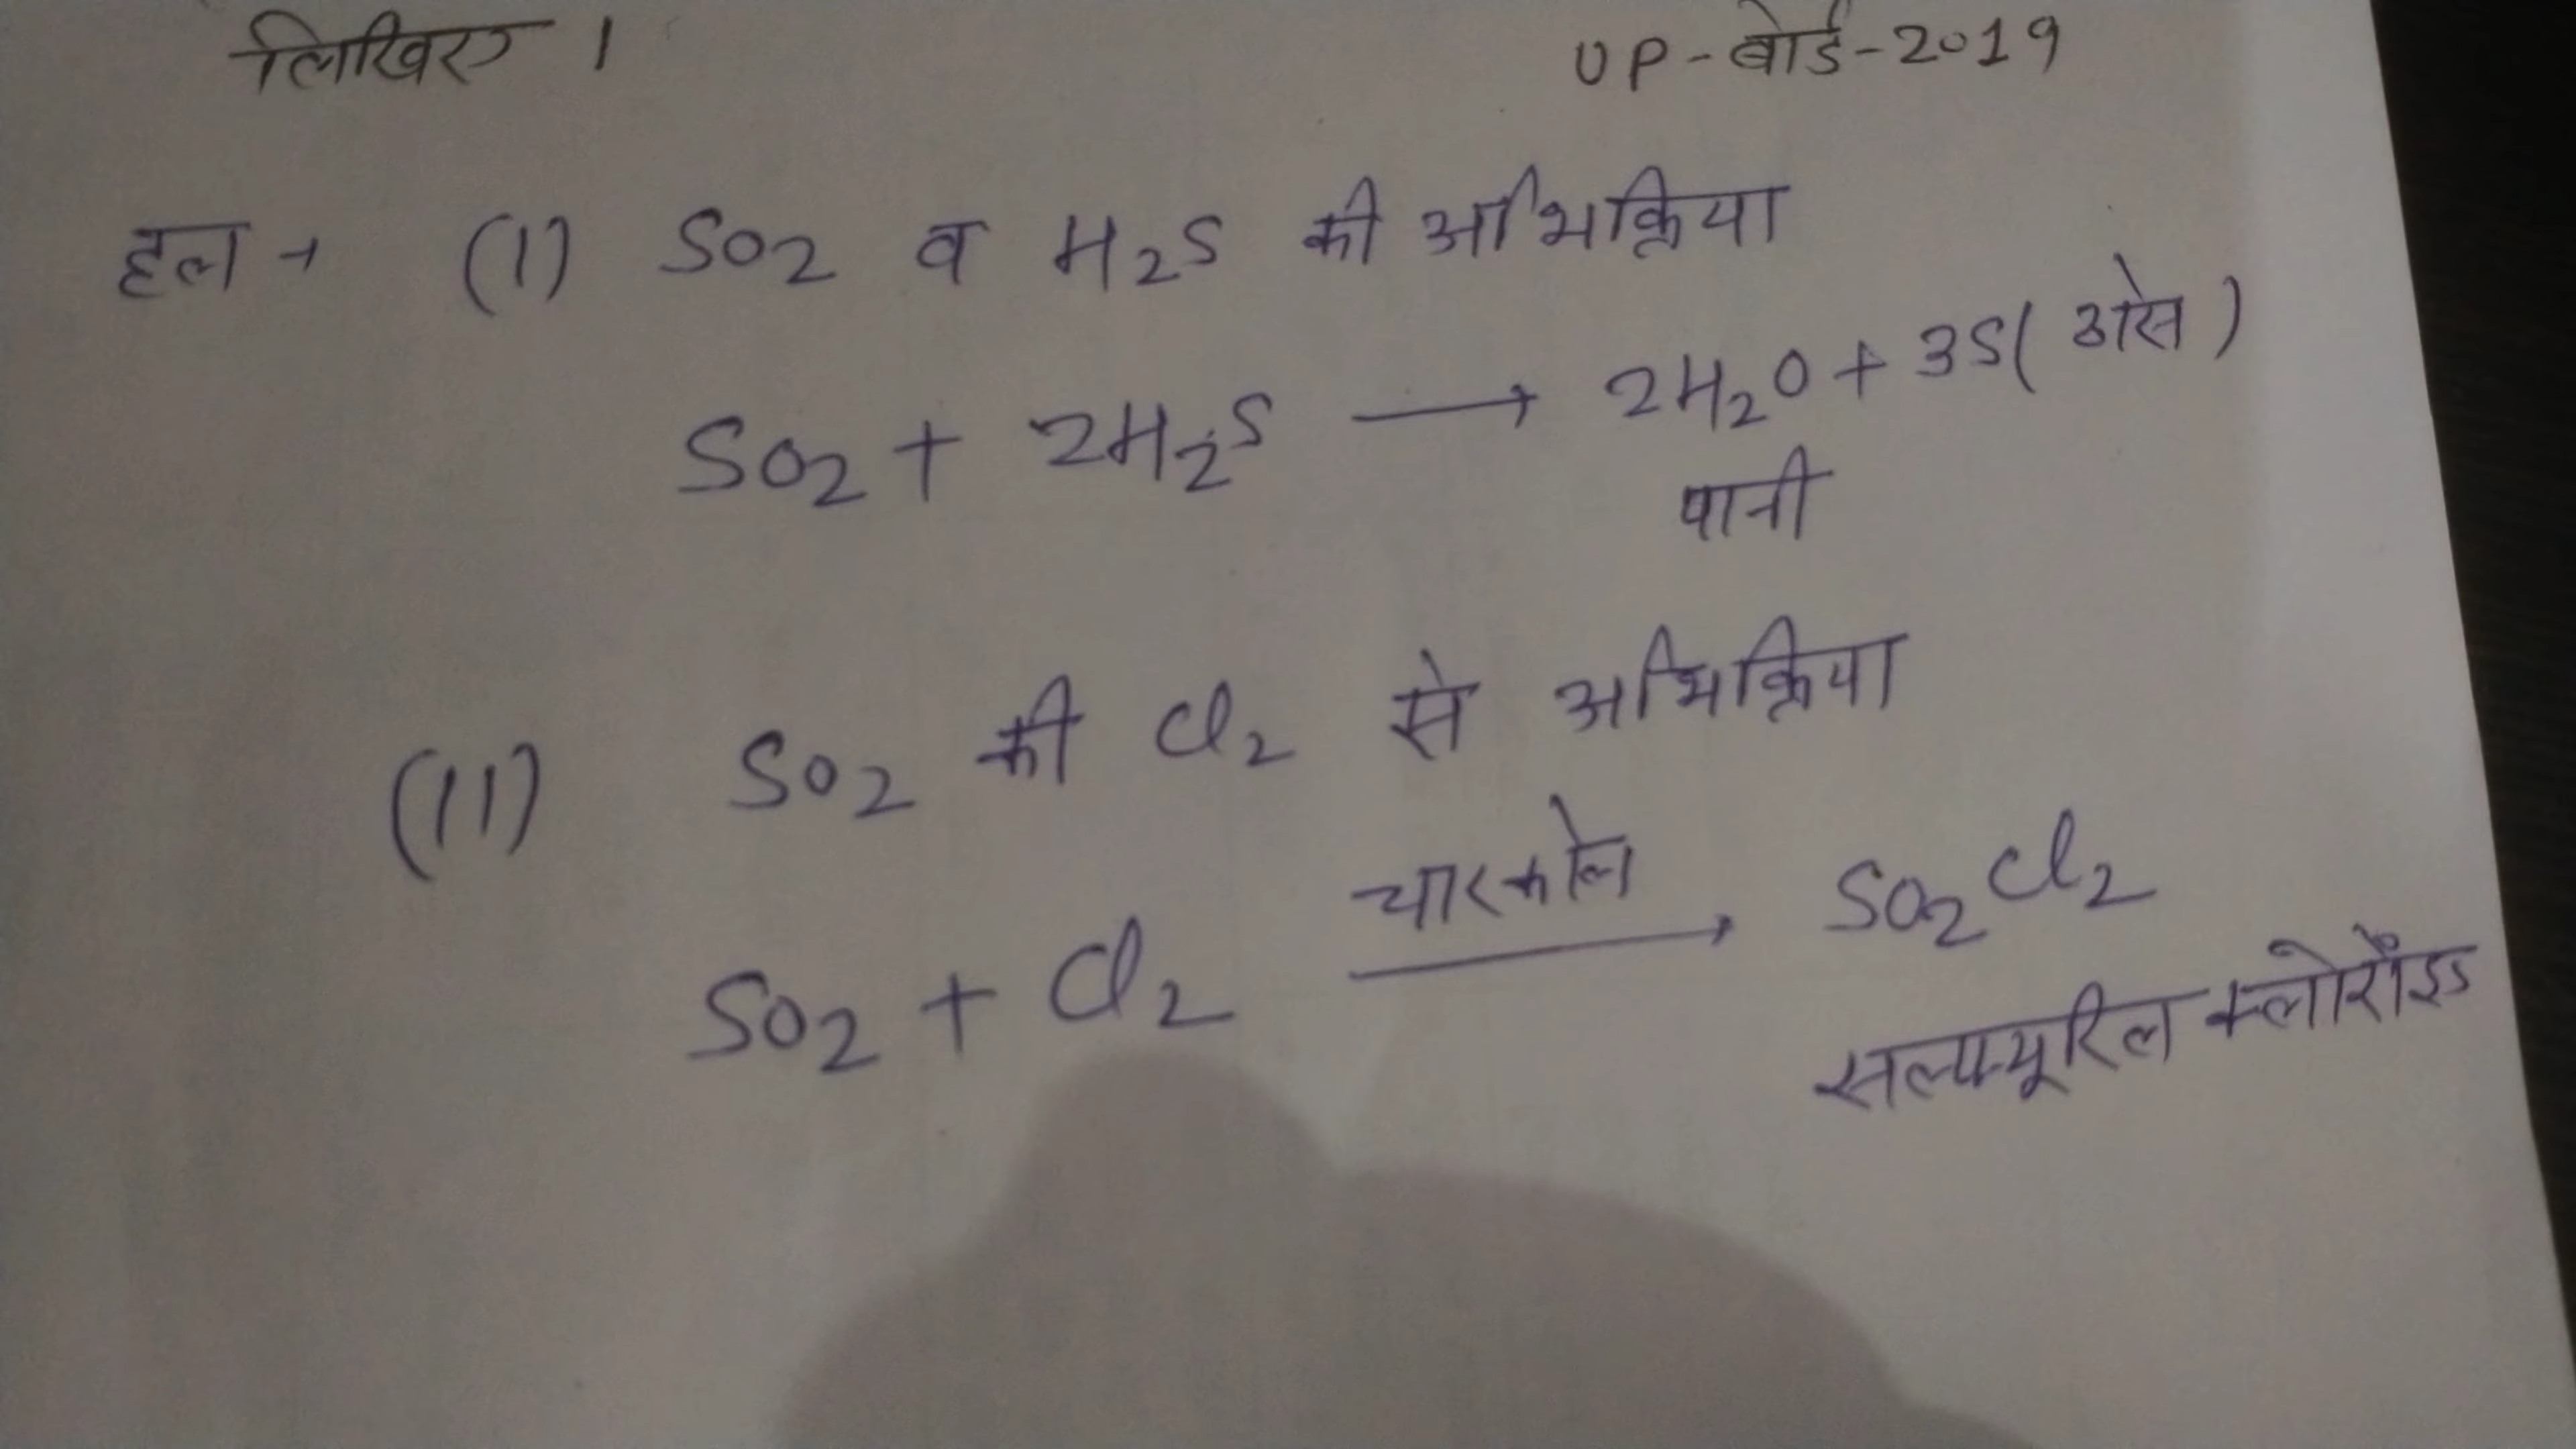 लिखिए ।
UP-बोर्ड-2019
हल → (I) SO2 व H2S की अभिक्रिया
SO2 + 2H2S ⟶ 2H2O + 3S( ठोस )
पानी
(II) SO2 की Cl2 से अभिक्रिया
चारकोल
SO2 + Cl2 ⟶ SO2Cl2
सल्फ्यूरिल क्लोराइड